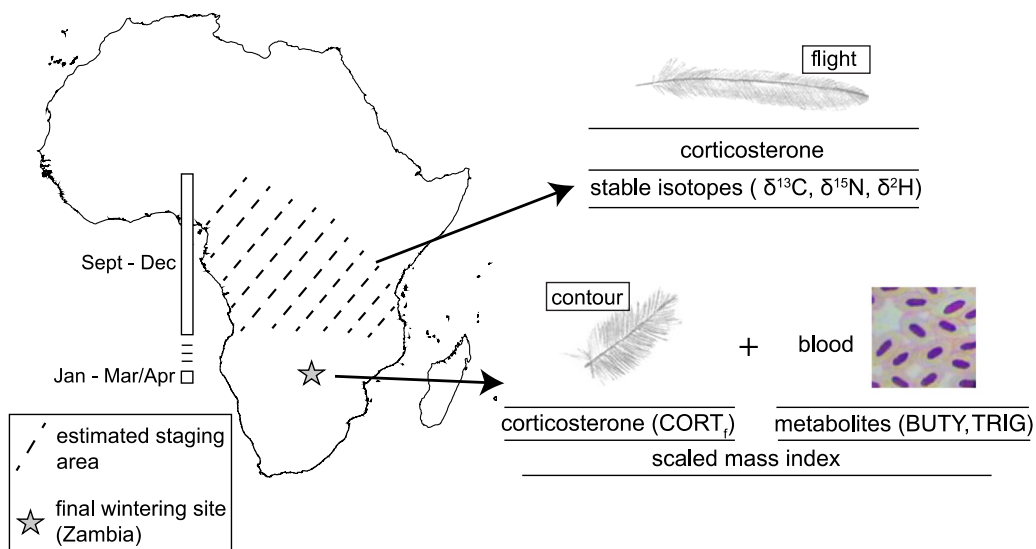 flight
corticosterone
stable isotopes ( δ¹³C, δ¹⁵N, δ²H)
Sept - Dec
Jan - Mar/Apr
contour
+
blood
corticosterone (CORTf)
metabolites (BUTY, TRIG)
scaled mass index
estimated staging
area
final wintering site
(Zambia)